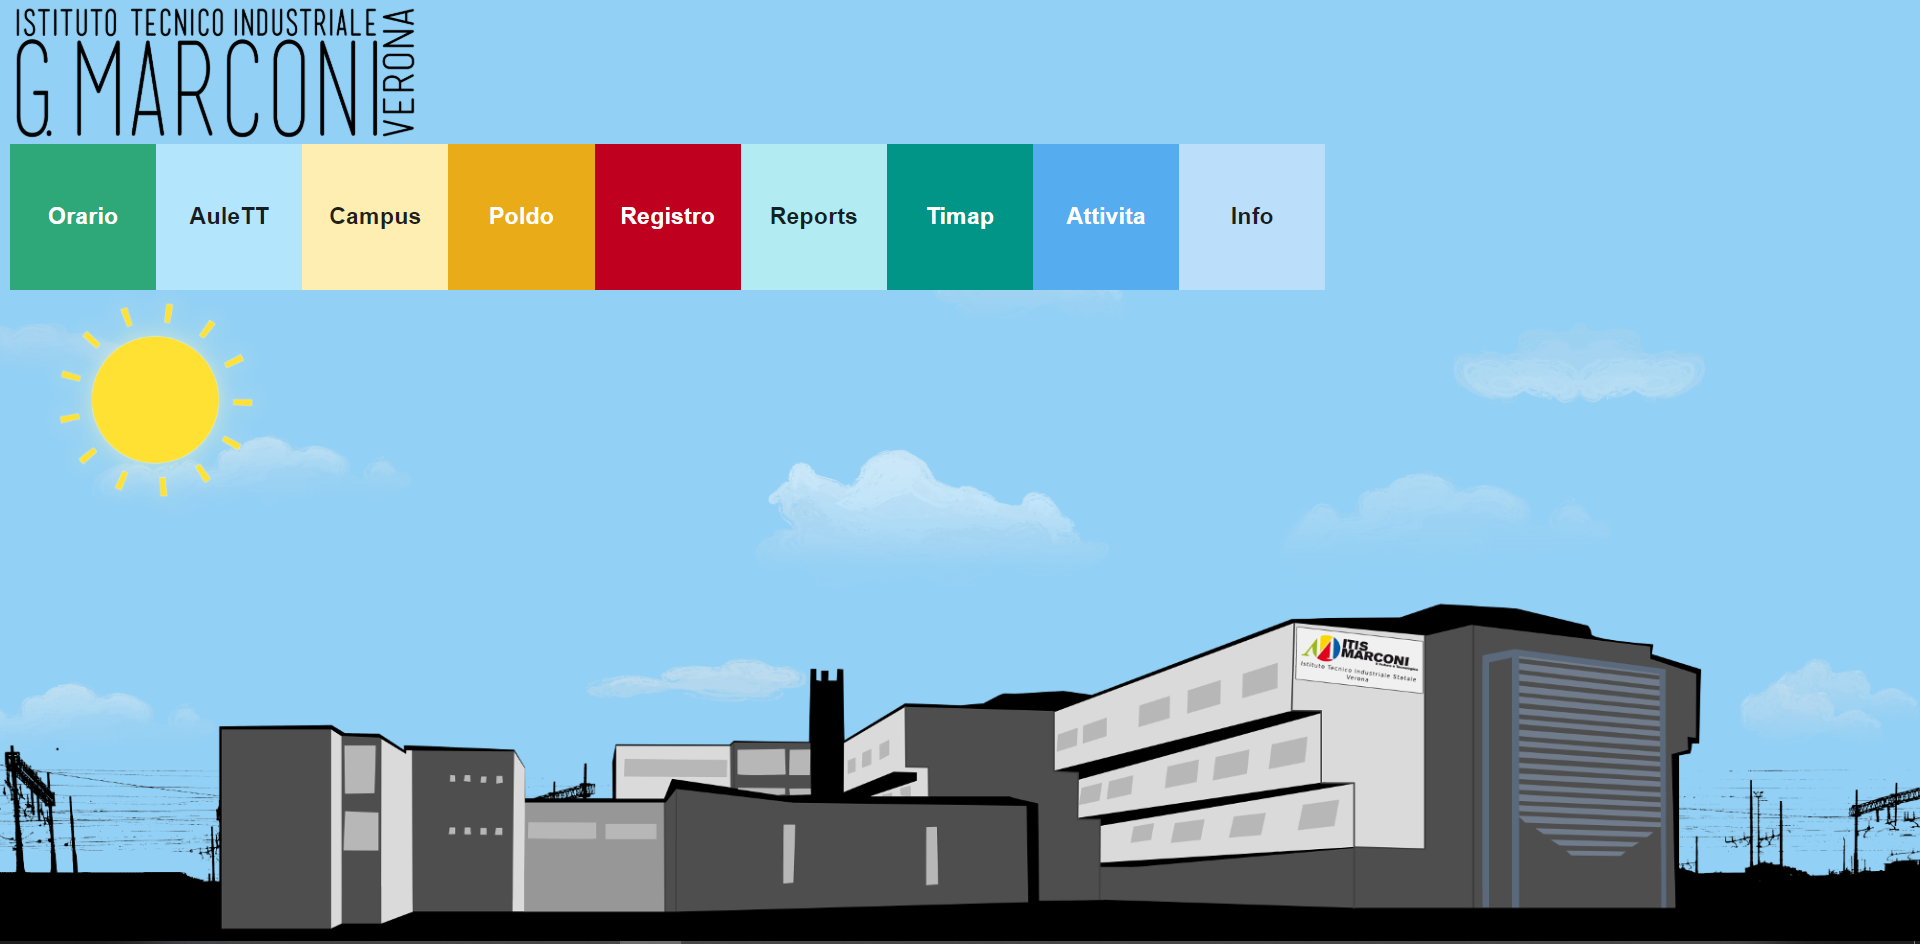 ISTITUTO TECNICO INDUSTRIALE
G. MARCONI
VERONA
Orario
AuleTT
Campus
Poldo
Registro
Reports
Timap
Attivita
Info
ITIS
MARCONI
Istituto Tecnico Industriale Statale
Verona